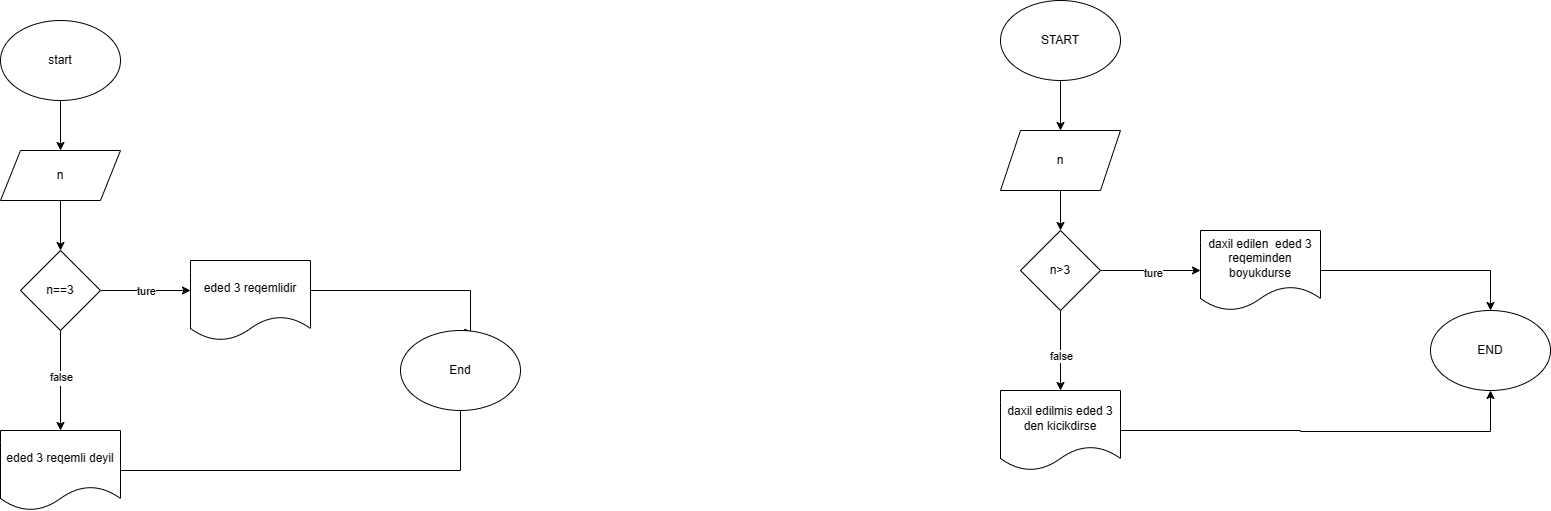 start
n
n==3
ture
eded 3 reqemlidir
false
End
eded 3 reqemli deyil
START
n
n>3
ture
daxil edilen  eded 3
reqeminden
boyukdurse
false
END
daxil edilmis eded 3
den kicikdirse